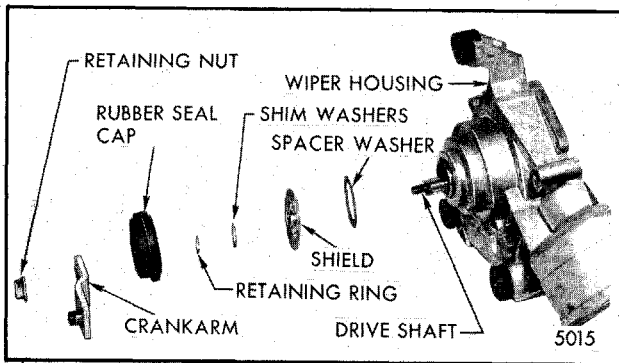 RETAINING NUT
WIPER HOUSING
RUBBER SEAL
CAP
SHIM WASHERS
SPACER WASHER
SHIELD
RETAINING RING
CRANKARM
DRIVE SHAFT
5015